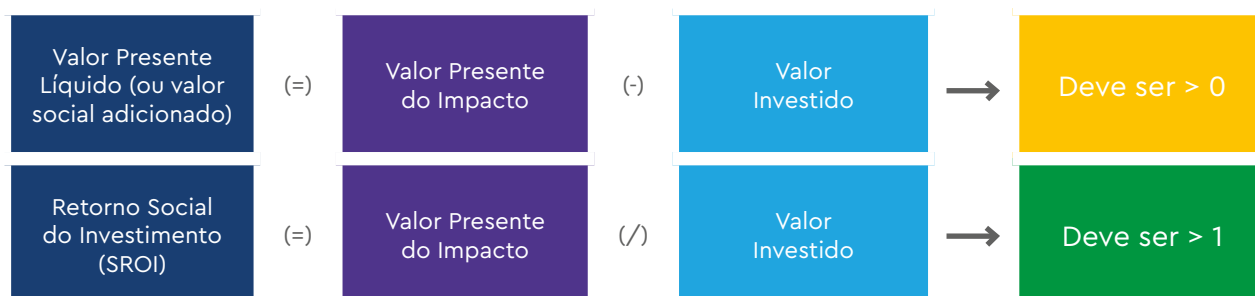 Valor Presente
Líquido (ou valor
social adicionado)
(=)
Valor Presente
do Impacto
(-)
Valor
Investido
Deve ser > 0
Retorno Social
do Investimento
(SROI)
(=)
Valor Presente
do Impacto
(/)
Valor
Investido
Deve ser > 1